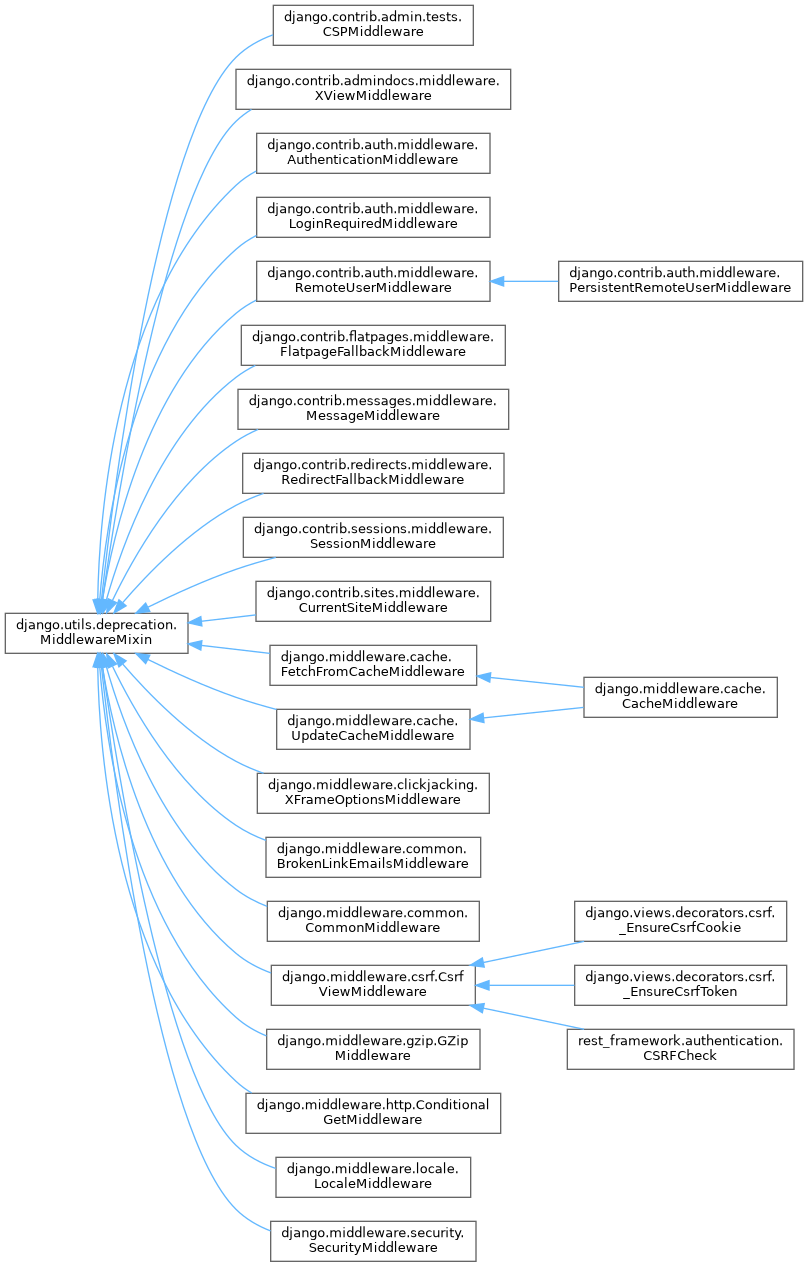 django.contrib.admin.tests.
CSPMiddleware
django.contrib.admindocs.middleware.
XViewMiddleware
django.contrib.auth.middleware.
AuthenticationMiddleware
django.contrib.auth.middleware.
LoginRequiredMiddleware
django.contrib.auth.middleware.
RemoteUserMiddleware
django.contrib.auth.middleware.
PersistentRemoteUserMiddleware
django.contrib.flatpages.middleware.
FlatpageFallbackMiddleware
django.contrib.messages.middleware.
MessageMiddleware
django.contrib.redirects.middleware.
RedirectFallbackMiddleware
django.contrib.sessions.middleware.
SessionMiddleware
django.contrib.sites.middleware.
CurrentSiteMiddleware
django.utils.deprecation.
MiddlewareMixin
django.middleware.cache.
FetchFromCacheMiddleware
django.middleware.cache.
CacheMiddleware
django.middleware.cache.
UpdateCacheMiddleware
django.middleware.clickjacking.
XFrameOptionsMiddleware
django.middleware.common.
BrokenLinkEmailsMiddleware
django.middleware.common.
CommonMiddleware
django.views.decorators.csrf.
_EnsureCsrfCookie
django.middleware.csrf.Csrf
ViewMiddleware
django.views.decorators.csrf.
_EnsureCsrfToken
django.middleware.gzip.GZip
Middleware
rest_framework.authentication.
CSRFCheck
django.middleware.http.Conditional
GetMiddleware
django.middleware.locale.
LocaleMiddleware
django.middleware.security.
SecurityMiddleware